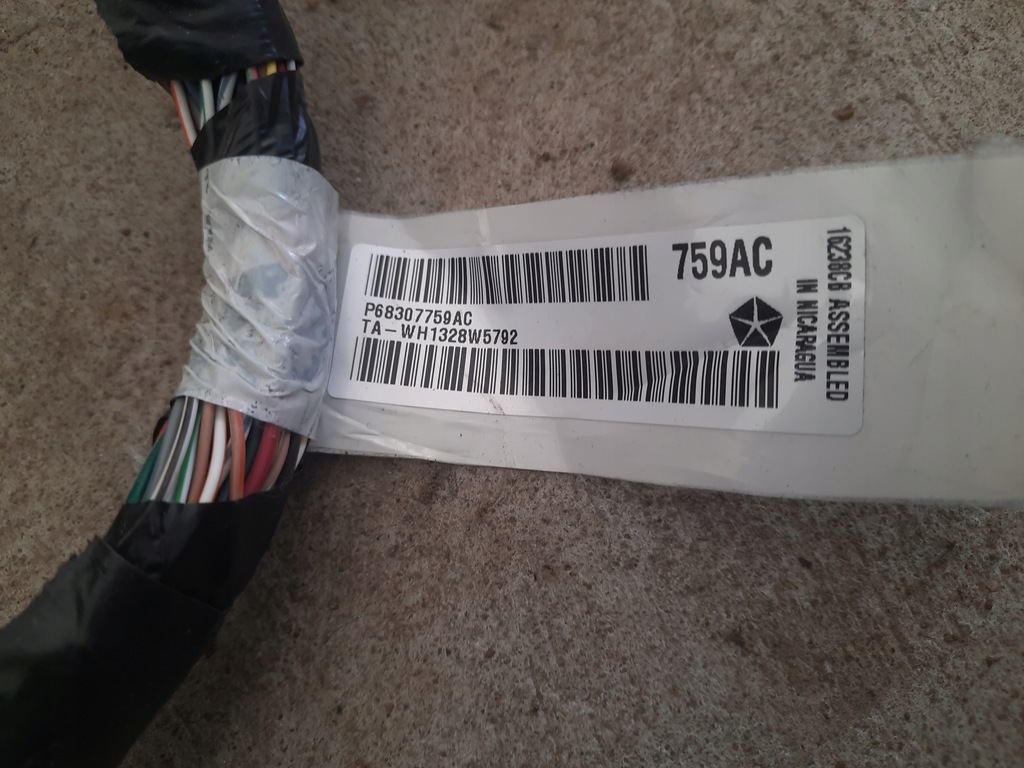 759AC
P68307759AC
TA-WH1328W5792
16238CB ASSEMBLED
IN NICARAGUA